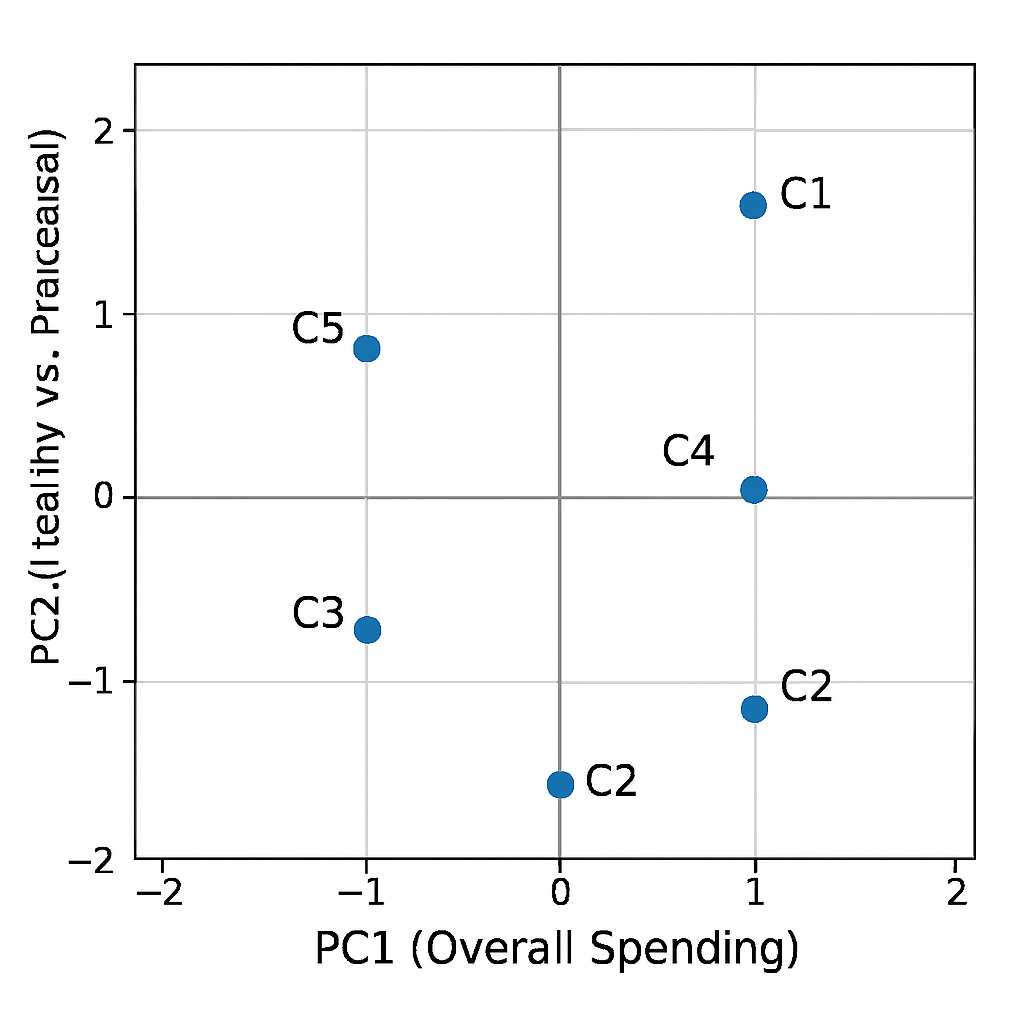 PC2.(I tealihy vs. Praiceaisal)
2
C1
1
C5
C4
0
C3
−1
C2
C2
−2
−2
−1
0
1
2
PC1 (Overall Spending)